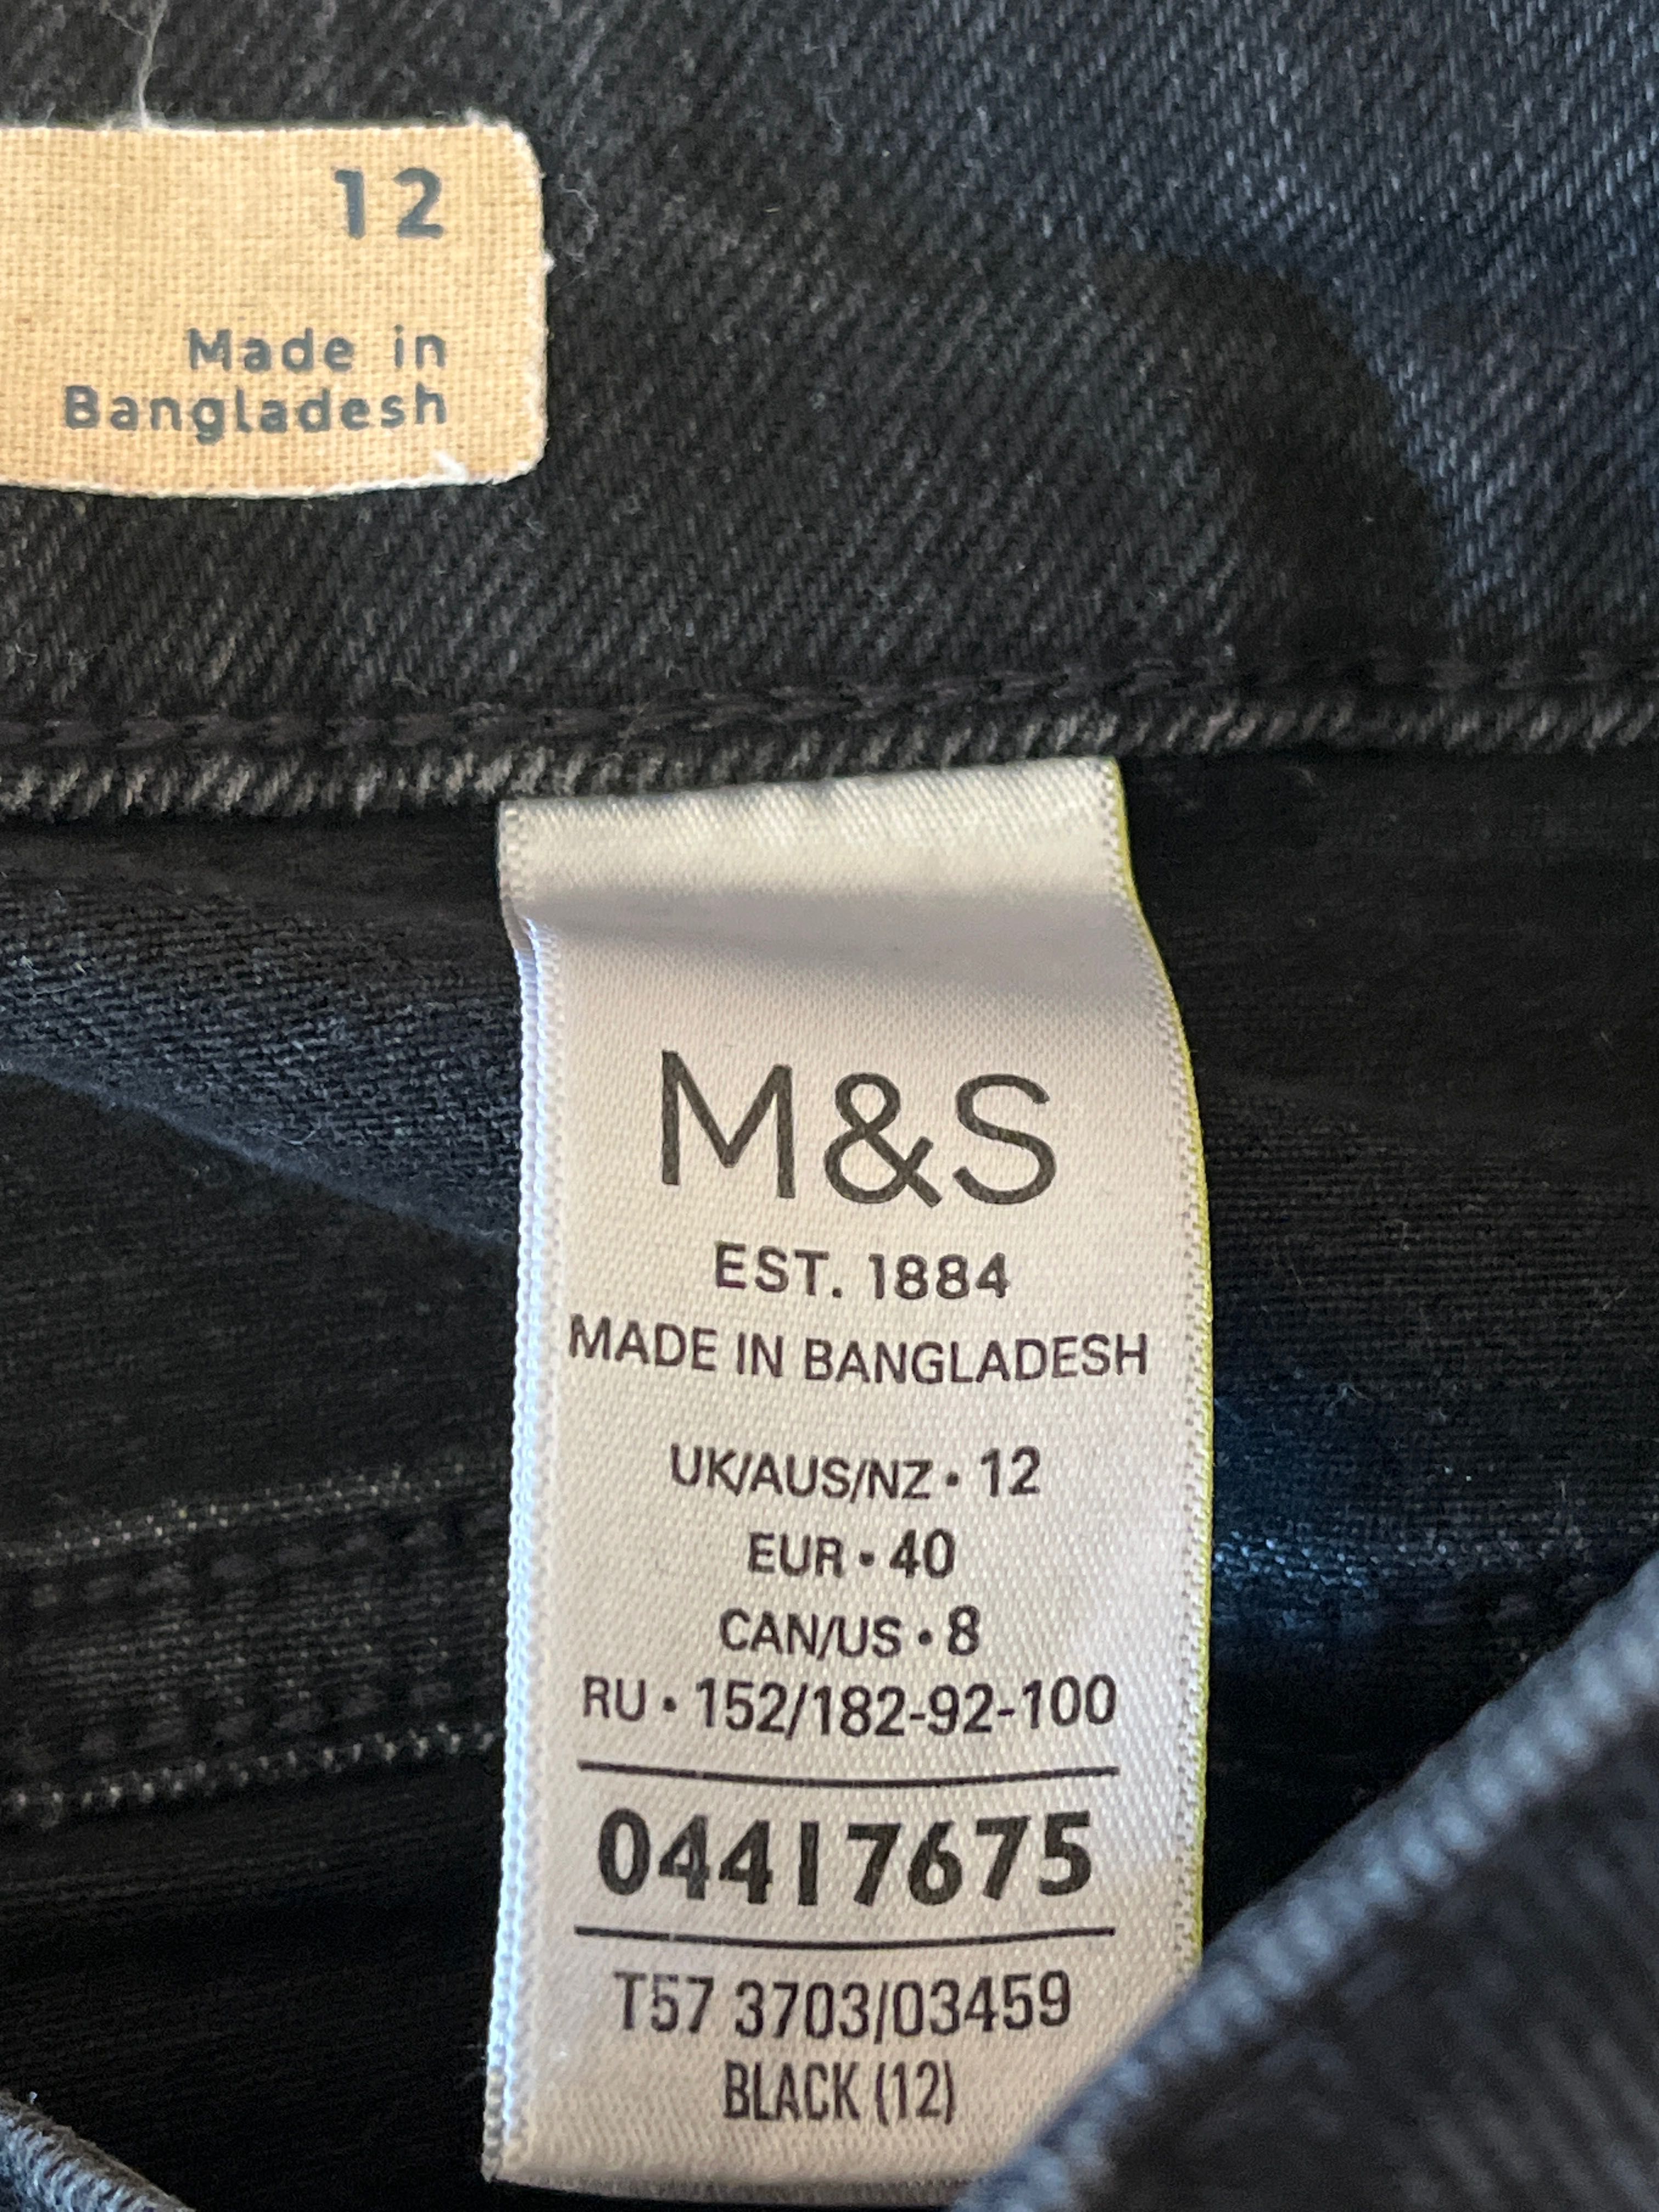 12
Made in
Bangladesh
M&S
EST. 1884
MADE IN BANGLADESH
UK/AUS/NZ • 12
EUR • 40
CAN/US • 8
RU • 152/182-92-100
04417675
T57 3703/03459
BLACK (12)